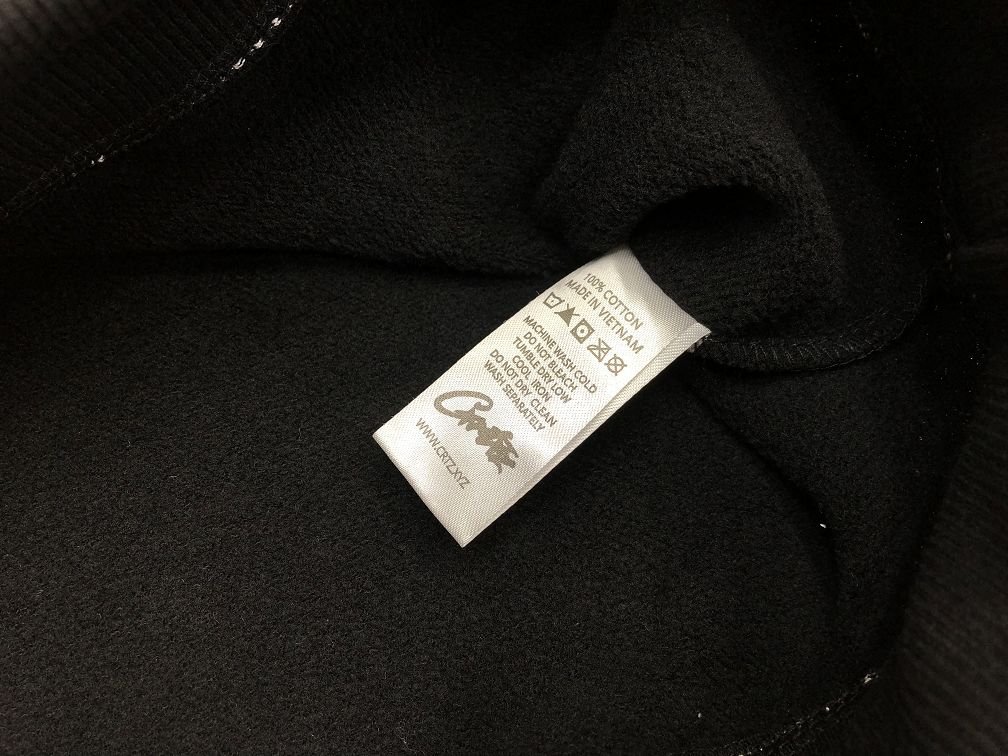 100% COTTON
MADE IN VIETNAM
MACHINE WASH COLD
DO NOT BLEACH
TUMBLE DRY LOW
COOL IRON
DO NOT DRY CLEAN
WASH SEPARATELY
WWW.CRTZ.XYZ